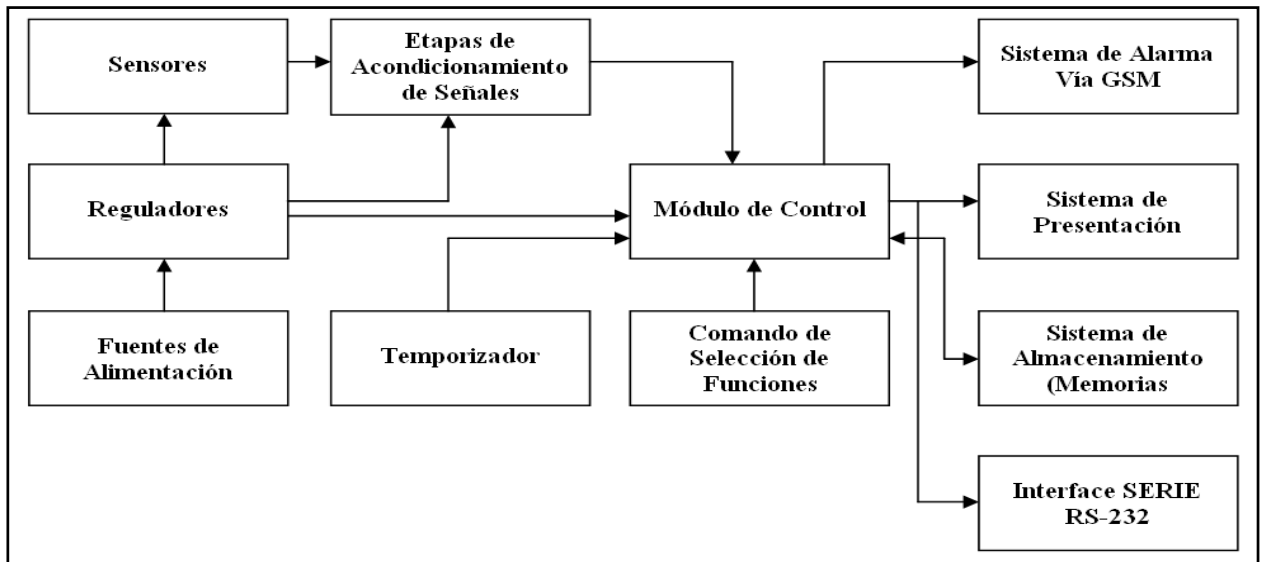 Sensores
Etapas de
Acondicionamiento
de Señales
Sistema de Alarma
Vía GSM
Reguladores
Módulo de Control
Sistema de
Presentación
Fuentes de
Alimentación
Temporizador
Comando de
Selección de
Funciones
Sistema de
Almacenamiento
(Memorias
Interface SERIE
RS-232